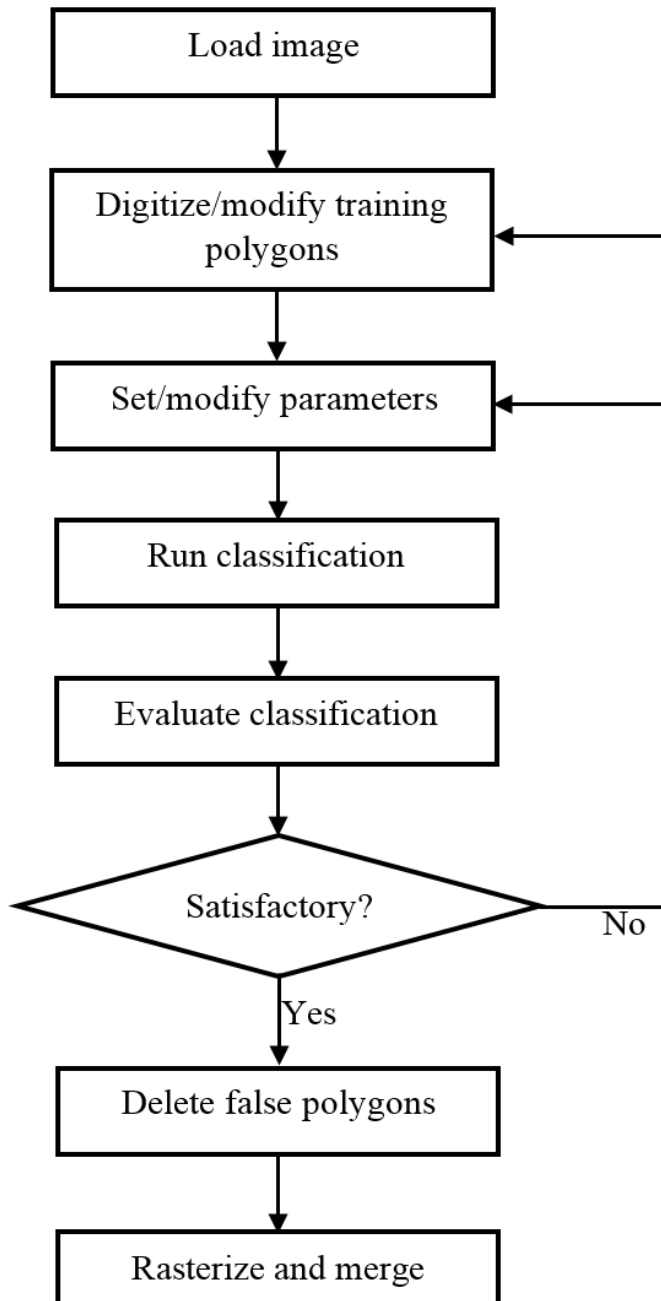 Load image
Digitize/modify training
polygons
Set/modify parameters
Run classification
Evaluate classification
Satisfactory?
No
Yes
Delete false polygons
Rasterize and merge